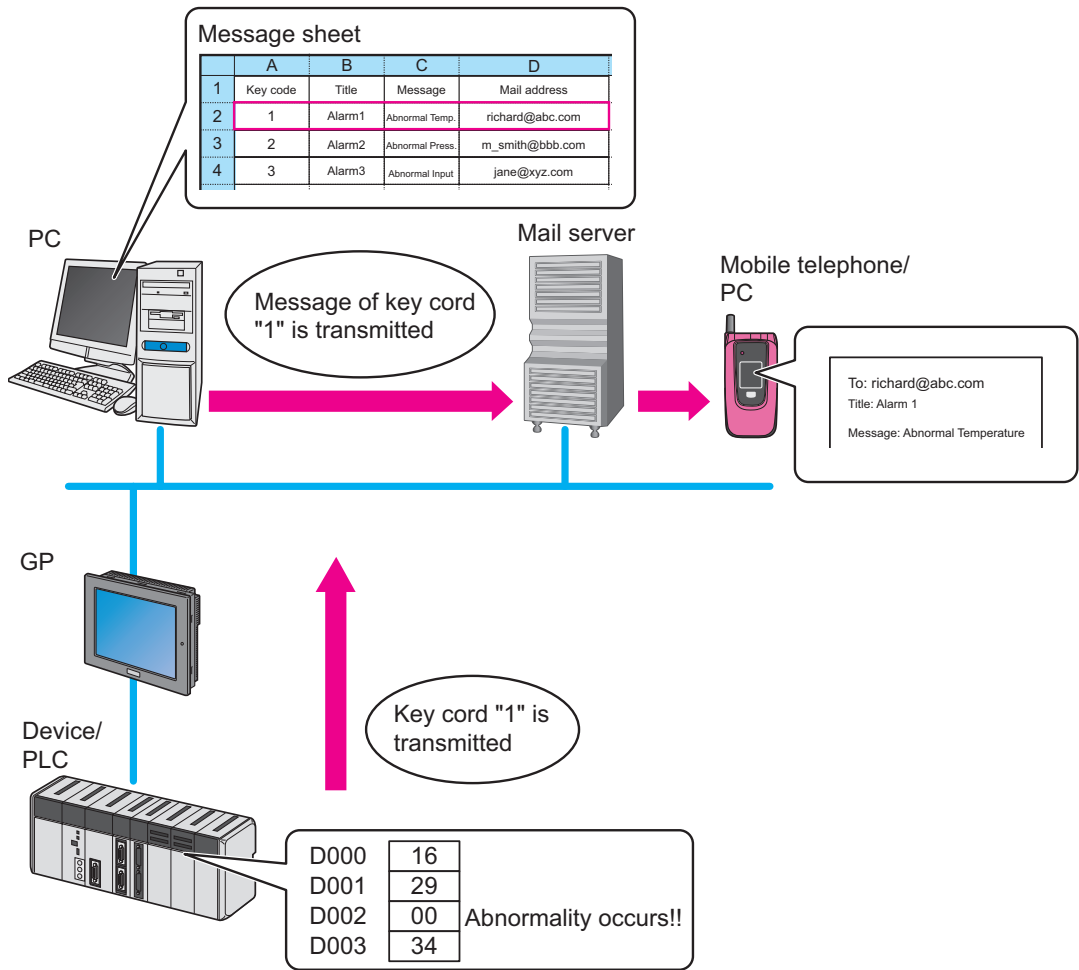 Message sheet
A B C D
1 Key code Title Message Mail address
2 1 Alarm1 Abnormal Temp. richard@abc.com
3 2 Alarm2 Abnormal Press. m_smith@bbb.com
4 3 Alarm3 Abnormal Input jane@xyz.com
PC
Mail server
Mobile telephone/
PC
Message of key cord
"1" is transmitted
To: richard@abc.com
Title: Alarm 1
Message: Abnormal Temperature
GP
Key cord "1" is
transmitted
Device/
PLC
D000 16
D001 29
D002 00 Abnormality occurs!!
D003 34